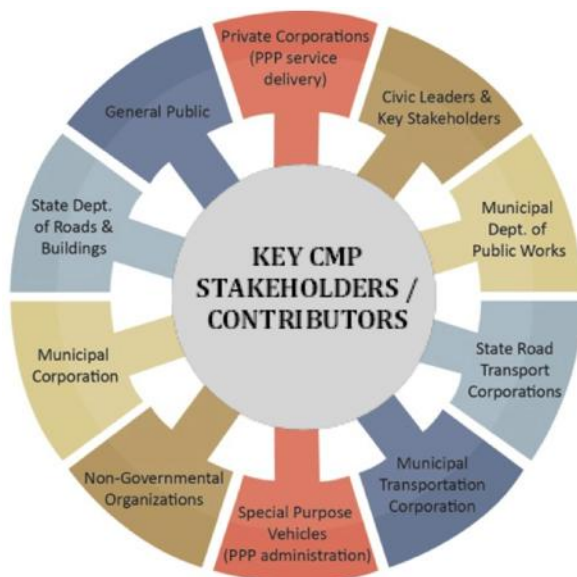 Private Corporations
(PPP service
delivery)
Civic Leaders &
Key Stakeholders
Municipal
Dept. of
Public Works
State Road
Transport
Corporations
Municipal
Transportation
Corporation
Special Purpose
Vehicles
(PPP administration)
Non-Governmental
Organizations
Municipal
Corporation
State Dept.
of Roads &
Buildings
General Public
KEY CMP
STAKEHOLDERS /
CONTRIBUTORS